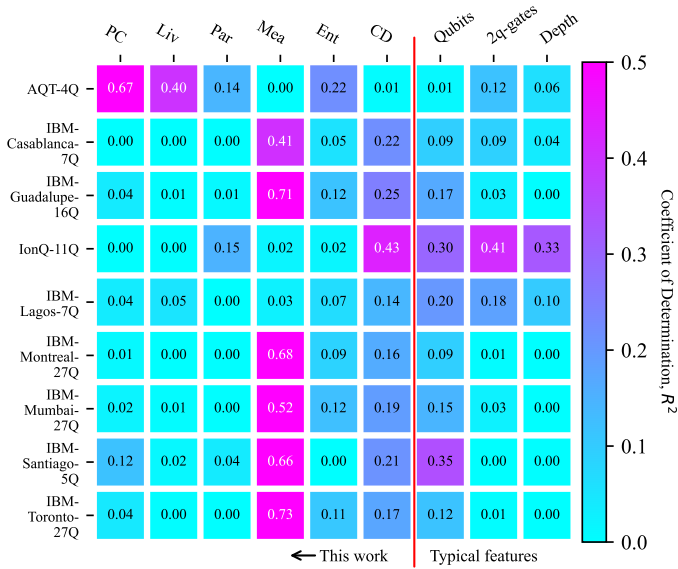 PC Liv Par Mea Ent CD Qubits 2q-gates Depth
AQT-4Q 0.67 0.40 0.14 0.00 0.22 0.01 0.01 0.12 0.06
IBM-
Casablanca-
7Q
0.00 0.00 0.00 0.41 0.05 0.22 0.09 0.09 0.04
IBM-
Guadalupe-
16Q
0.04 0.01 0.01 0.71 0.12 0.25 0.17 0.03 0.00
IonQ-11Q 0.00 0.00 0.15 0.02 0.02 0.43 0.30 0.41 0.33
IBM-
Lagos-7Q
0.04 0.05 0.00 0.03 0.07 0.14 0.20 0.18 0.10
IBM-
Montreal-
27Q
0.01 0.00 0.00 0.68 0.09 0.16 0.09 0.01 0.00
IBM-
Mumbai-
27Q
0.02 0.01 0.00 0.52 0.12 0.19 0.15 0.03 0.00
IBM-
Santiago-
5Q
0.12 0.02 0.04 0.66 0.00 0.21 0.35 0.00 0.00
IBM-
Toronto-
27Q
0.04 0.00 0.00 0.73 0.11 0.17 0.12 0.01 0.00
← This work Typical features
0.5
0.4
0.3
0.2
0.1
0.0
Coefficient of Determination, R²